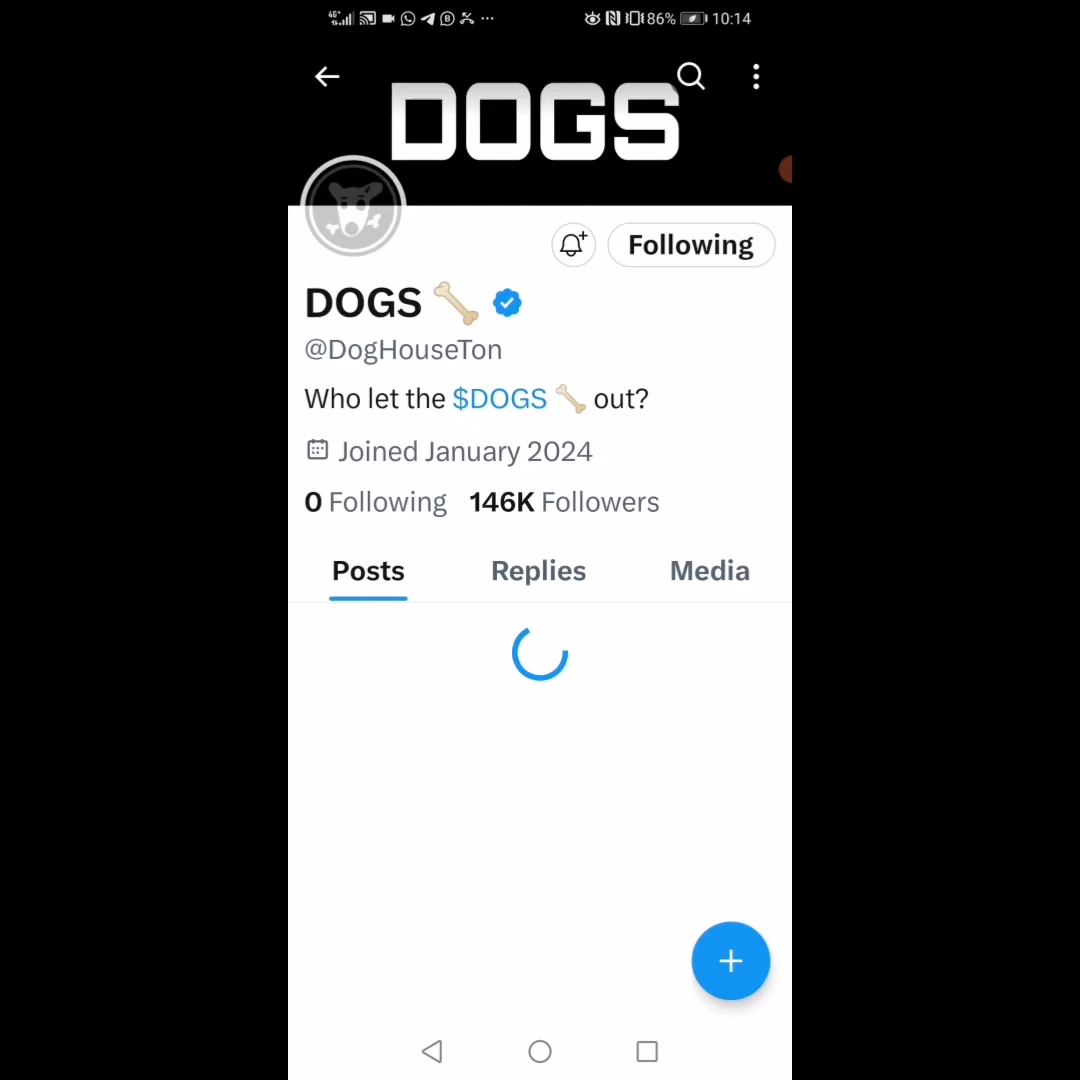 4G+ 86% 10:14
DOGS
Following
DOGS
@DogHouseTon
Who let the $DOGS out?
Joined January 2024
0 Following 146K Followers
Posts Replies Media